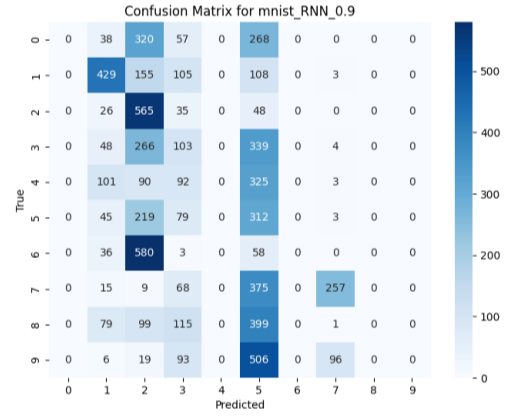 Confusion Matrix for mnist_RNN_0.9
0 0 38 320 57 0 268 0 0 0 0
1 0 429 155 105 0 108 0 3 0 0
2 0 26 565 35 0 48 0 0 0 0
3 0 48 266 103 0 339 0 4 0 0
4 0 101 90 92 0 325 0 3 0 0
5 0 45 219 79 0 312 0 3 0 0
6 0 36 580 3 0 58 0 0 0 0
7 0 15 9 68 0 375 0 257 0 0
8 0 79 99 115 0 399 0 1 0 0
9 0 6 19 93 0 506 0 96 0 0
0 1 2 3 4 5 6 7 8 9
Predicted
True
500
400
300
200
100
0